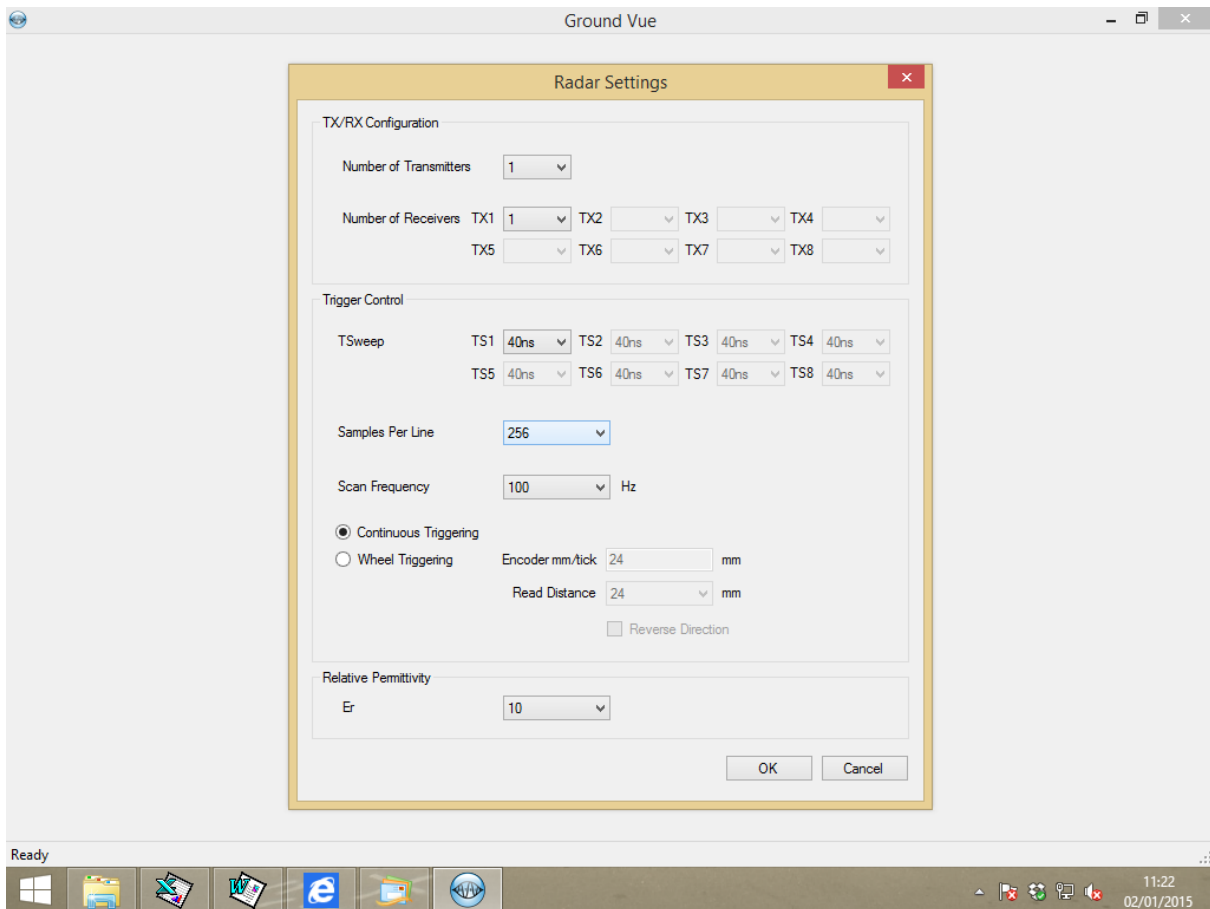 Ground Vue
Radar Settings
TX/RX Configuration
Number of Transmitters 1
Number of Receivers TX1 1 TX2 TX3 TX4
TX5 TX6 TX7 TX8
Trigger Control
TSweep TS1 40ns TS2 40ns TS3 40ns TS4 40ns
TS5 40ns TS6 40ns TS7 40ns TS8 40ns
Samples Per Line 256
Scan Frequency 100 Hz
Continuous Triggering
Wheel Triggering Encoder mm/tick 24 mm
Read Distance 24 mm
Reverse Direction
Relative Permittivity
Er 10
OK Cancel
Ready
11:22
02/01/2015